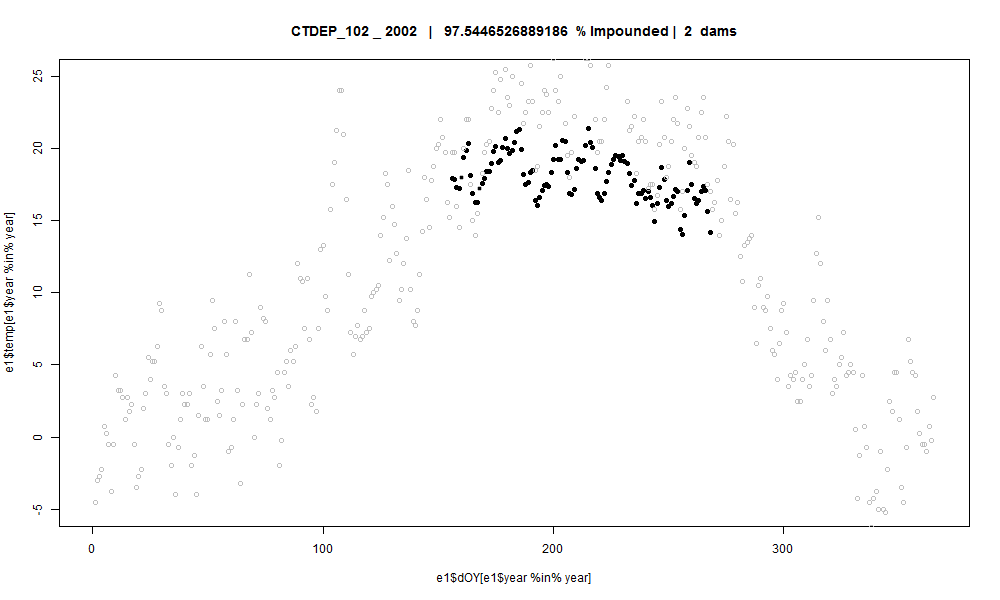 CTDEP_102 _ 2002 | 97.5446526889186 % Impounded | 2 dams
e1$temp[e1$year %in% year]
25
20
15
10
5
0
-5
0 100 200 300
e1$dOY[e1$year %in% year]